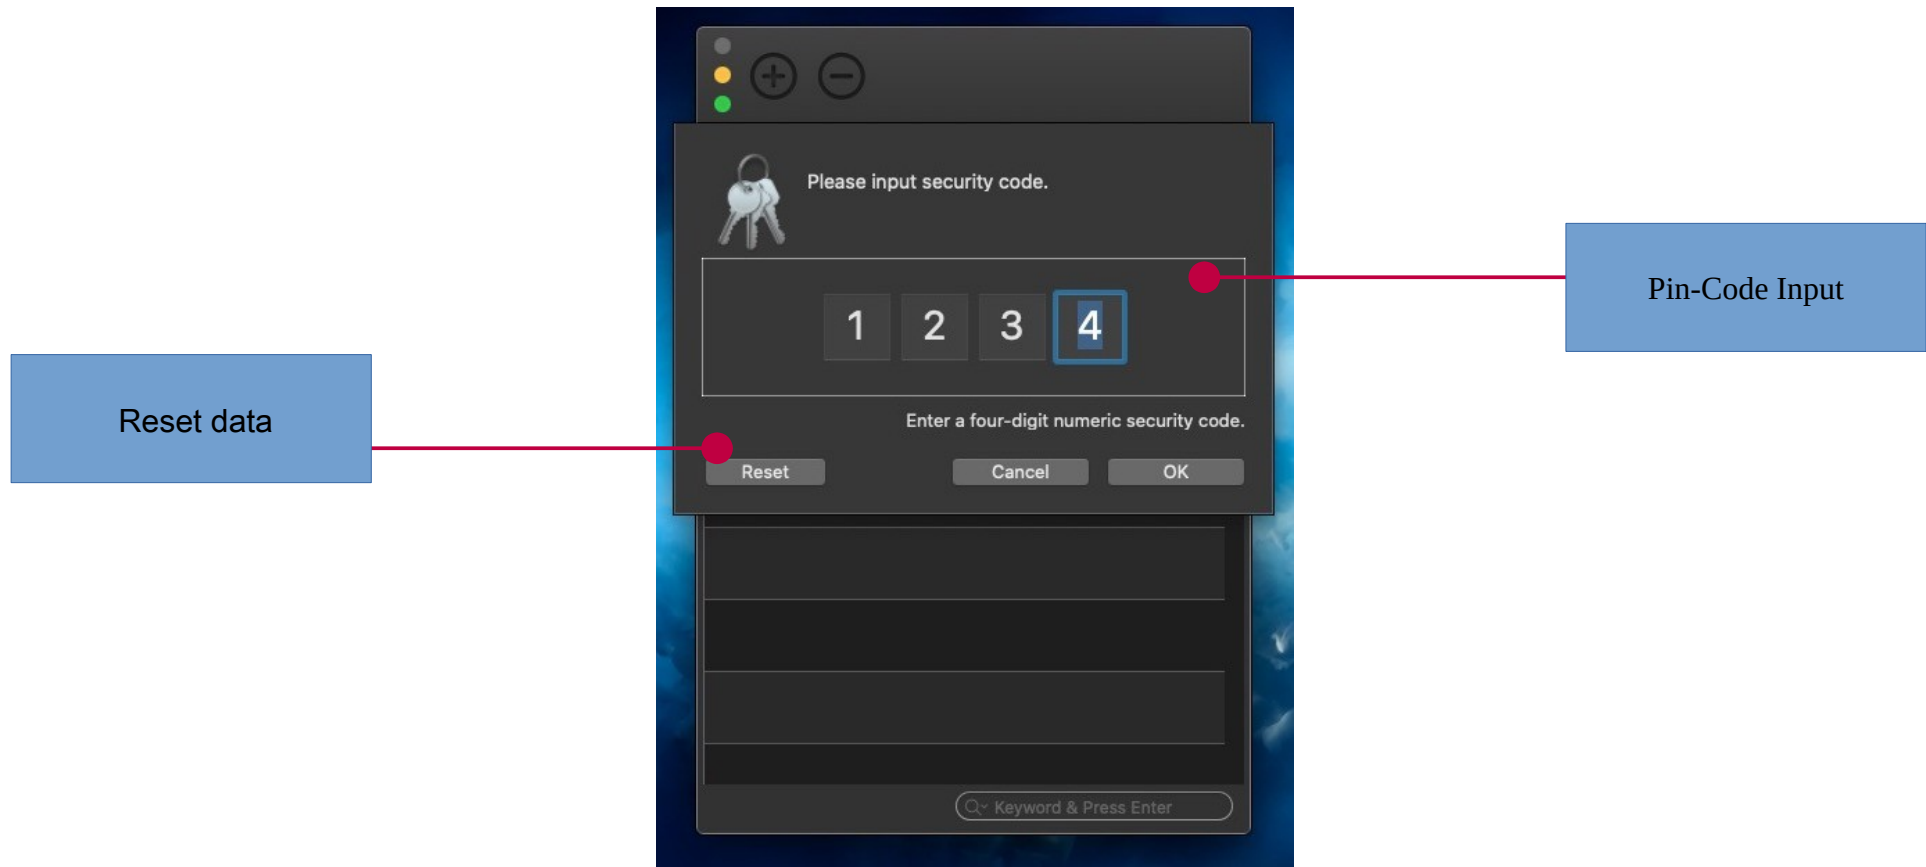 Please input security code.
Pin-Code Input
1 2 3 4
Reset data
Enter a four-digit numeric security code.
Reset Cancel OK
Keyword & Press Enter